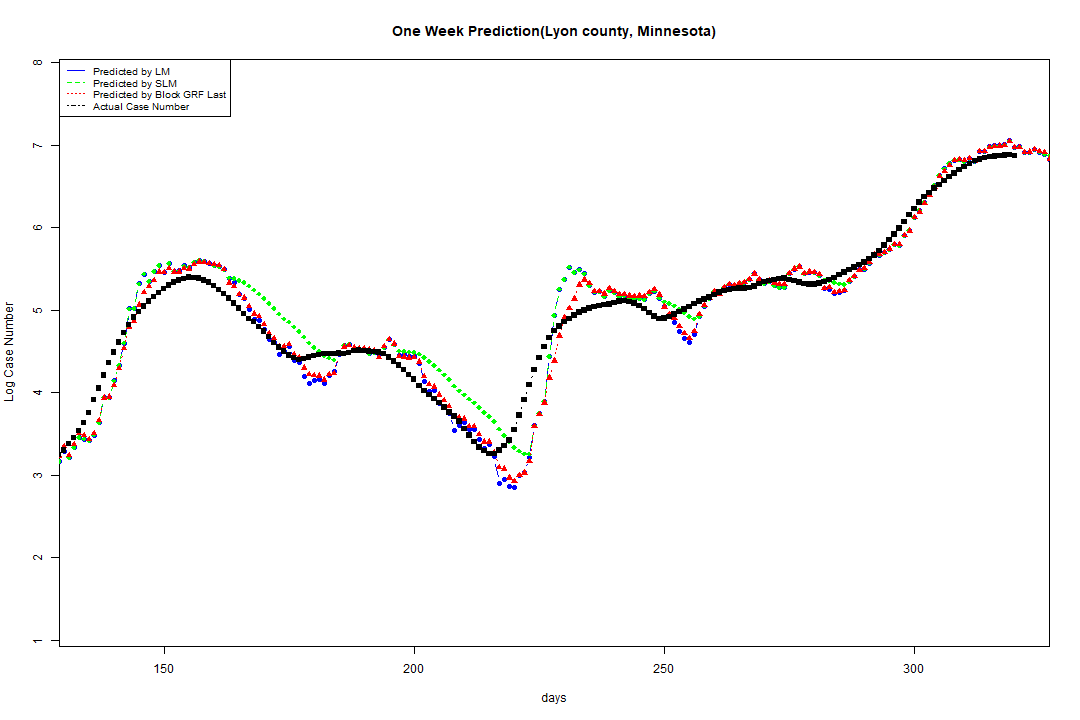 One Week Prediction(Lyon county, Minnesota)
Predicted by LM
Predicted by SLM
Predicted by Block GRF Last
Actual Case Number
8
7
6
5
4
3
2
1
Log Case Number
150 200 250 300
days